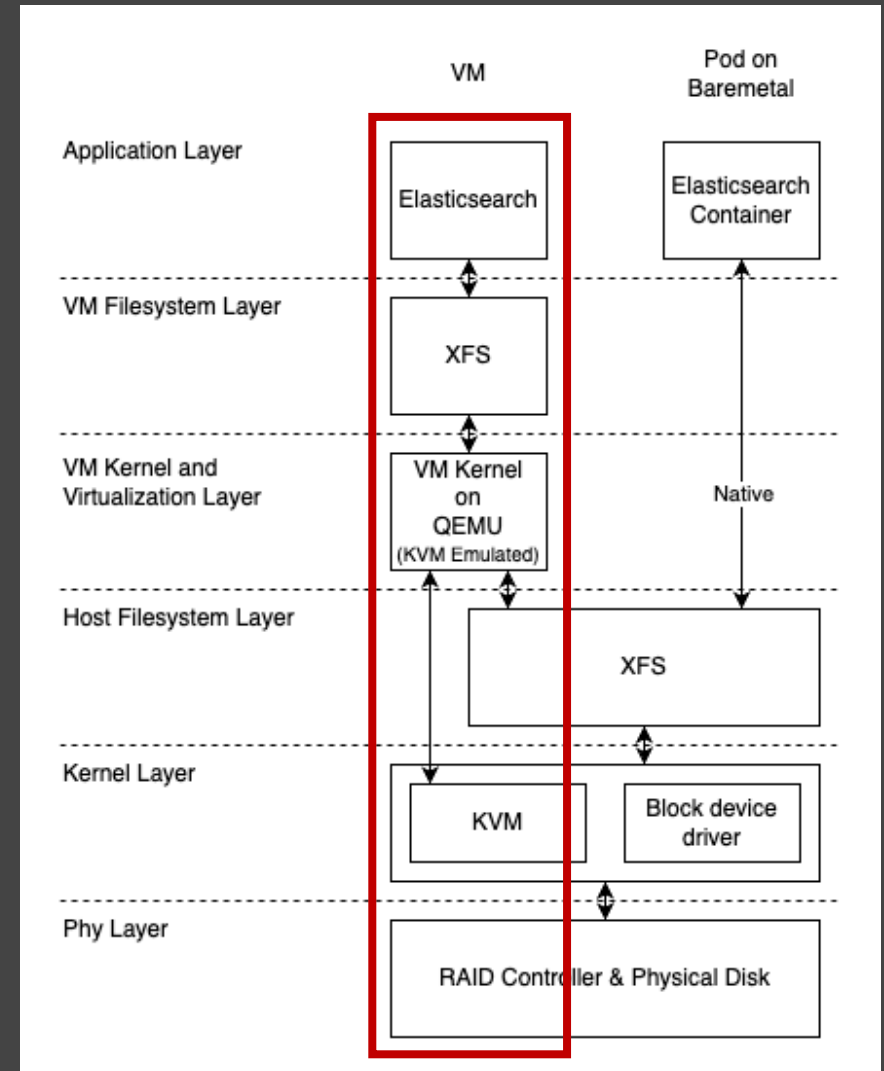 VM
Pod on
Baremetal
Application Layer
Elasticsearch
Elasticsearch
Container
VM Filesystem Layer
XFS
VM Kernel and
Virtualization Layer
VM Kernel
on
QEMU
(KVM Emulated)
Native
Host Filesystem Layer
XFS
Kernel Layer
KVM
Block device
driver
Phy Layer
RAID Controller & Physical Disk